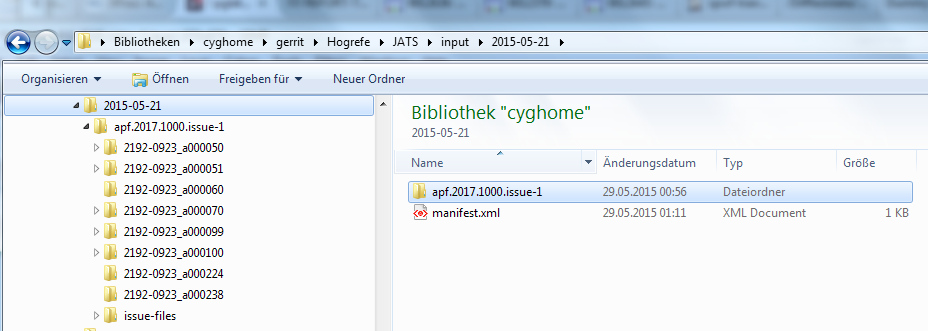 Bibliotheken cyghome gerrit Hogrefe JATS input 2015-05-21
Organisieren Öffnen Freigeben für Neuer Ordner
2015-05-21
apf.2017.1000.issue-1
2192-0923_a000050
2192-0923_a000051
2192-0923_a000060
2192-0923_a000070
2192-0923_a000099
2192-0923_a000100
2192-0923_a000224
2192-0923_a000238
issue-files
Bibliothek "cyghome"
2015-05-21
Name Änderungsdatum Typ Größe
apf.2017.1000.issue-1 29.05.2015 00:56 Dateiordner
manifest.xml 29.05.2015 01:11 XML Document 1 KB